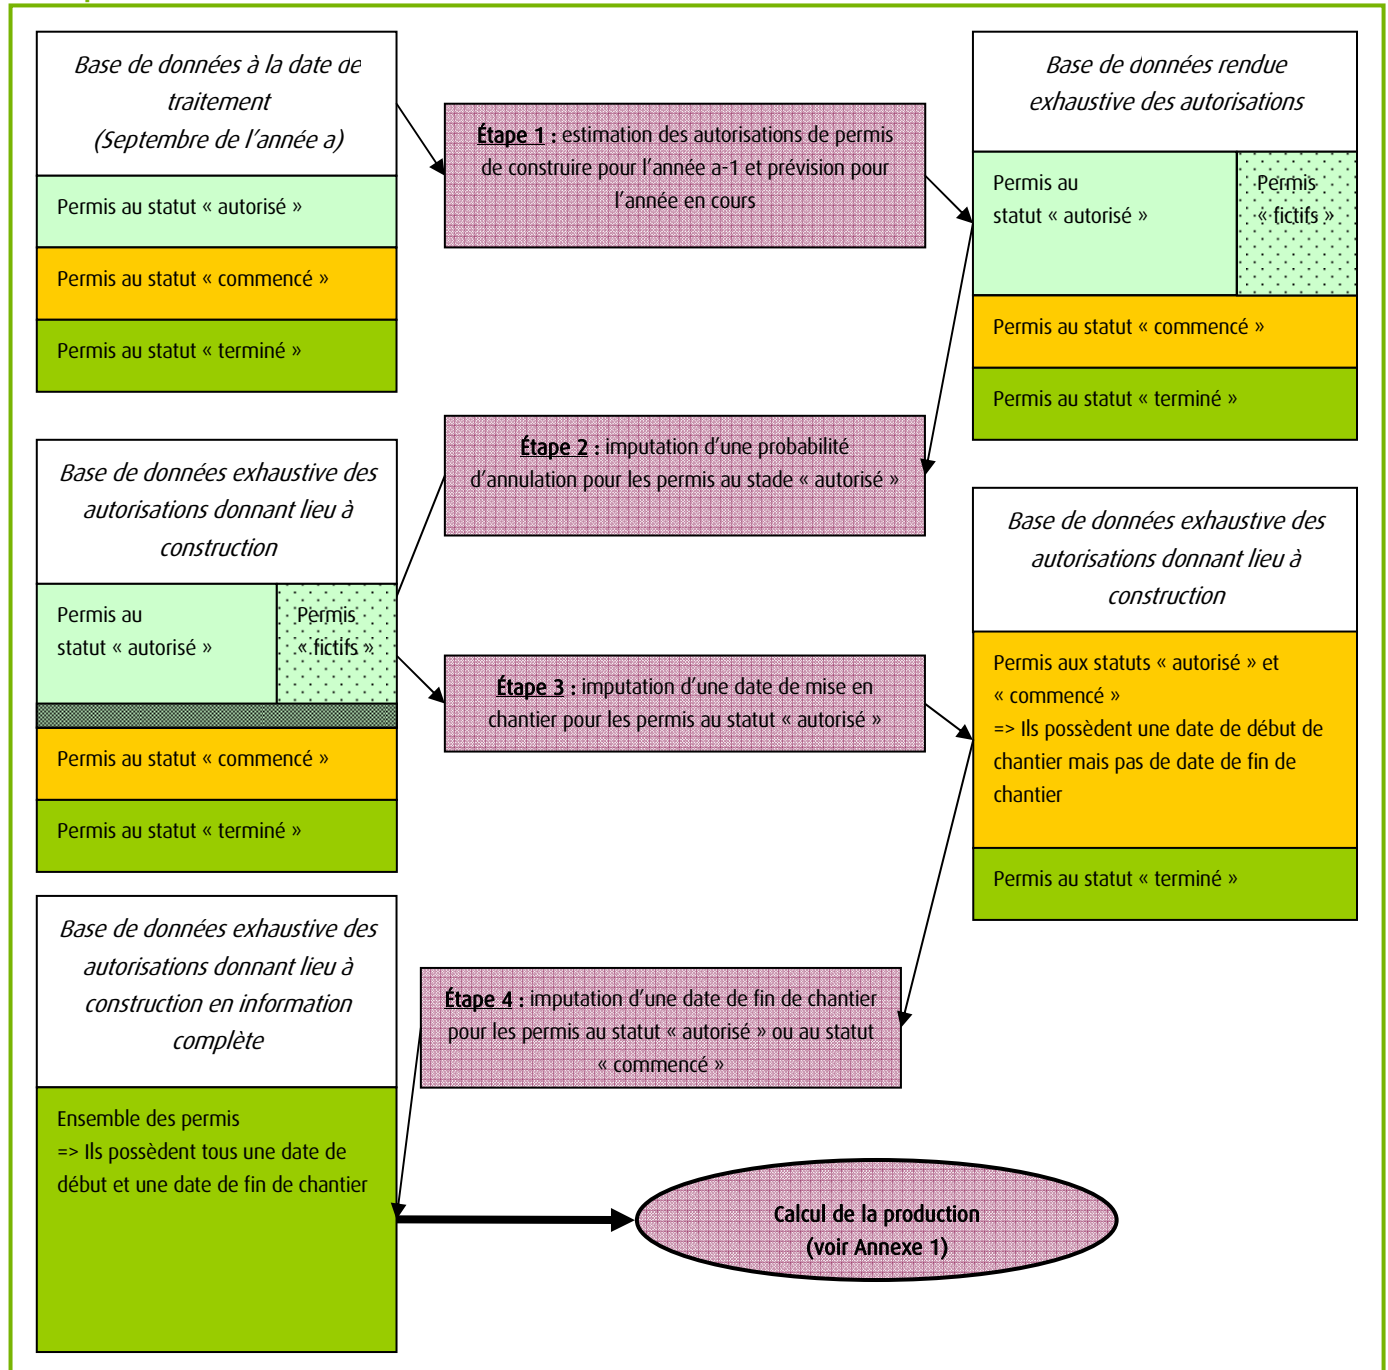 Base de données à la date de
traitement
(Septembre de l'année a)
Permis au statut « autorisé »
Permis au statut « commencé »
Permis au statut « terminé »
Étape 1 : estimation des autorisations de permis
de construire pour l'année a-1 et prévision pour
l'année en cours
Base de données rendue
exhaustive des autorisations
Permis au
statut « autorisé »
Permis
« fictifs »
Permis au statut « commencé »
Permis au statut « terminé »
Étape 2 : imputation d'une probabilité
d'annulation pour les permis au stade « autorisé »
Base de données exhaustive des
autorisations donnant lieu à
construction
Permis au
statut « autorisé »
Permis
« fictifs »
Permis au statut « commencé »
Permis au statut « terminé »
Étape 3 : imputation d'une date de mise en
chantier pour les permis au statut « autorisé »
Base de données exhaustive des
autorisations donnant lieu à
construction
Permis aux statuts « autorisé » et
« commencé »
=> Ils possèdent une date de début de
chantier mais pas de date de fin de
chantier
Permis au statut « terminé »
Étape 4 : imputation d'une date de fin de chantier
pour les permis au statut « autorisé » ou au statut
« commencé »
Base de données exhaustive des
autorisations donnant lieu à
construction en information
complète
Ensemble des permis
=> Ils possèdent tous une date de
début et une date de fin de chantier
Calcul de la production
(voir Annexe 1)